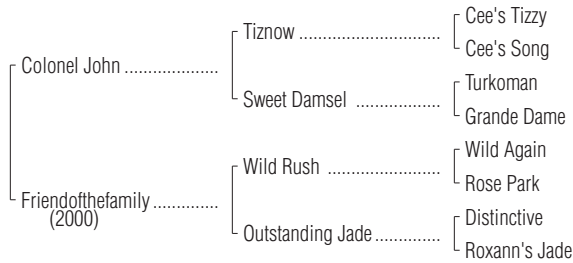 Cee's Tizzy
Tiznow ........................
Cee's Song
Colonel John ....................
Turkoman
Sweet Damsel ..................
Grande Dame
Wild Again
Wild Rush ........................
Rose Park
Friendofthefamily ..............
(2000)
Distinctive
Outstanding Jade ..............
Roxann's Jade